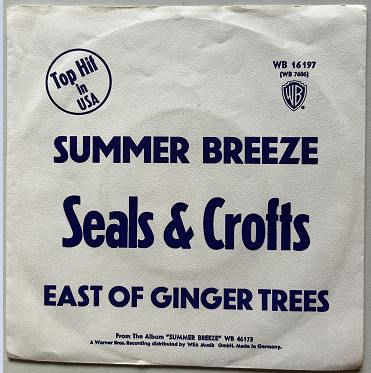 Top Hit
in
USA
WB 16 197
(WB 7606)
WB
SUMMER BREEZE
Seals & Crofts
EAST OF GINGER TREES
From The Album "SUMMER BREEZE" WB 46173
A Warner Bros. Recording distributed by WEA Musik GmbH. Made in Germany.